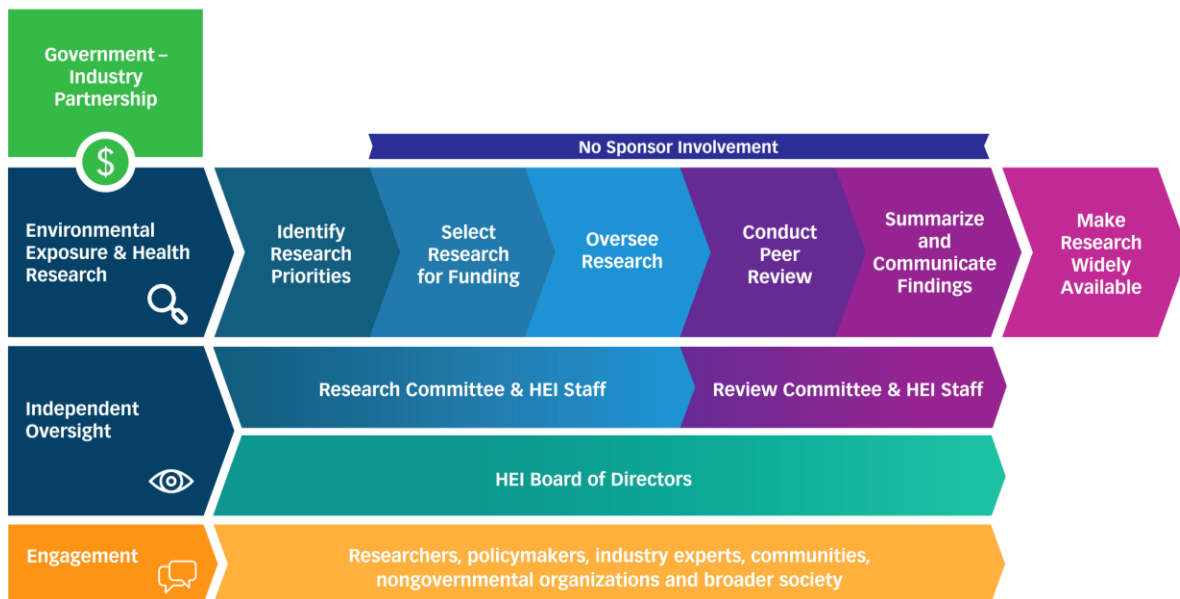 Government –
Industry
Partnership
$
No Sponsor Involvement
Environmental
Exposure & Health
Research
Identify
Research
Priorities
Select
Research
for Funding
Oversee
Research
Conduct
Peer
Review
Summarize
and
Communicate
Findings
Make
Research
Widely
Available
Independent
Oversight
Research Committee & HEI Staff
Review Committee & HEI Staff
HEI Board of Directors
Engagement
Researchers, policymakers, industry experts, communities,
nongovernmental organizations and broader society